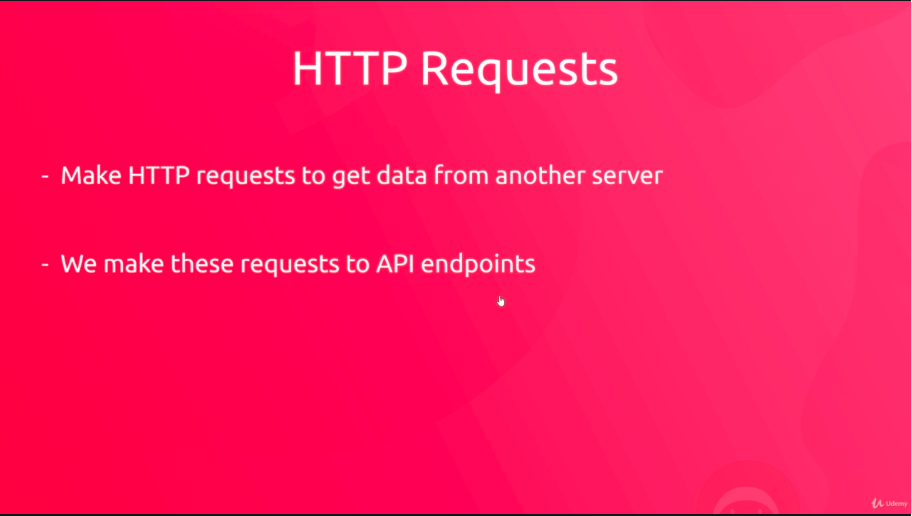 HTTP Requests
- Make HTTP requests to get data from another server
- We make these requests to API endpoints
Udemy